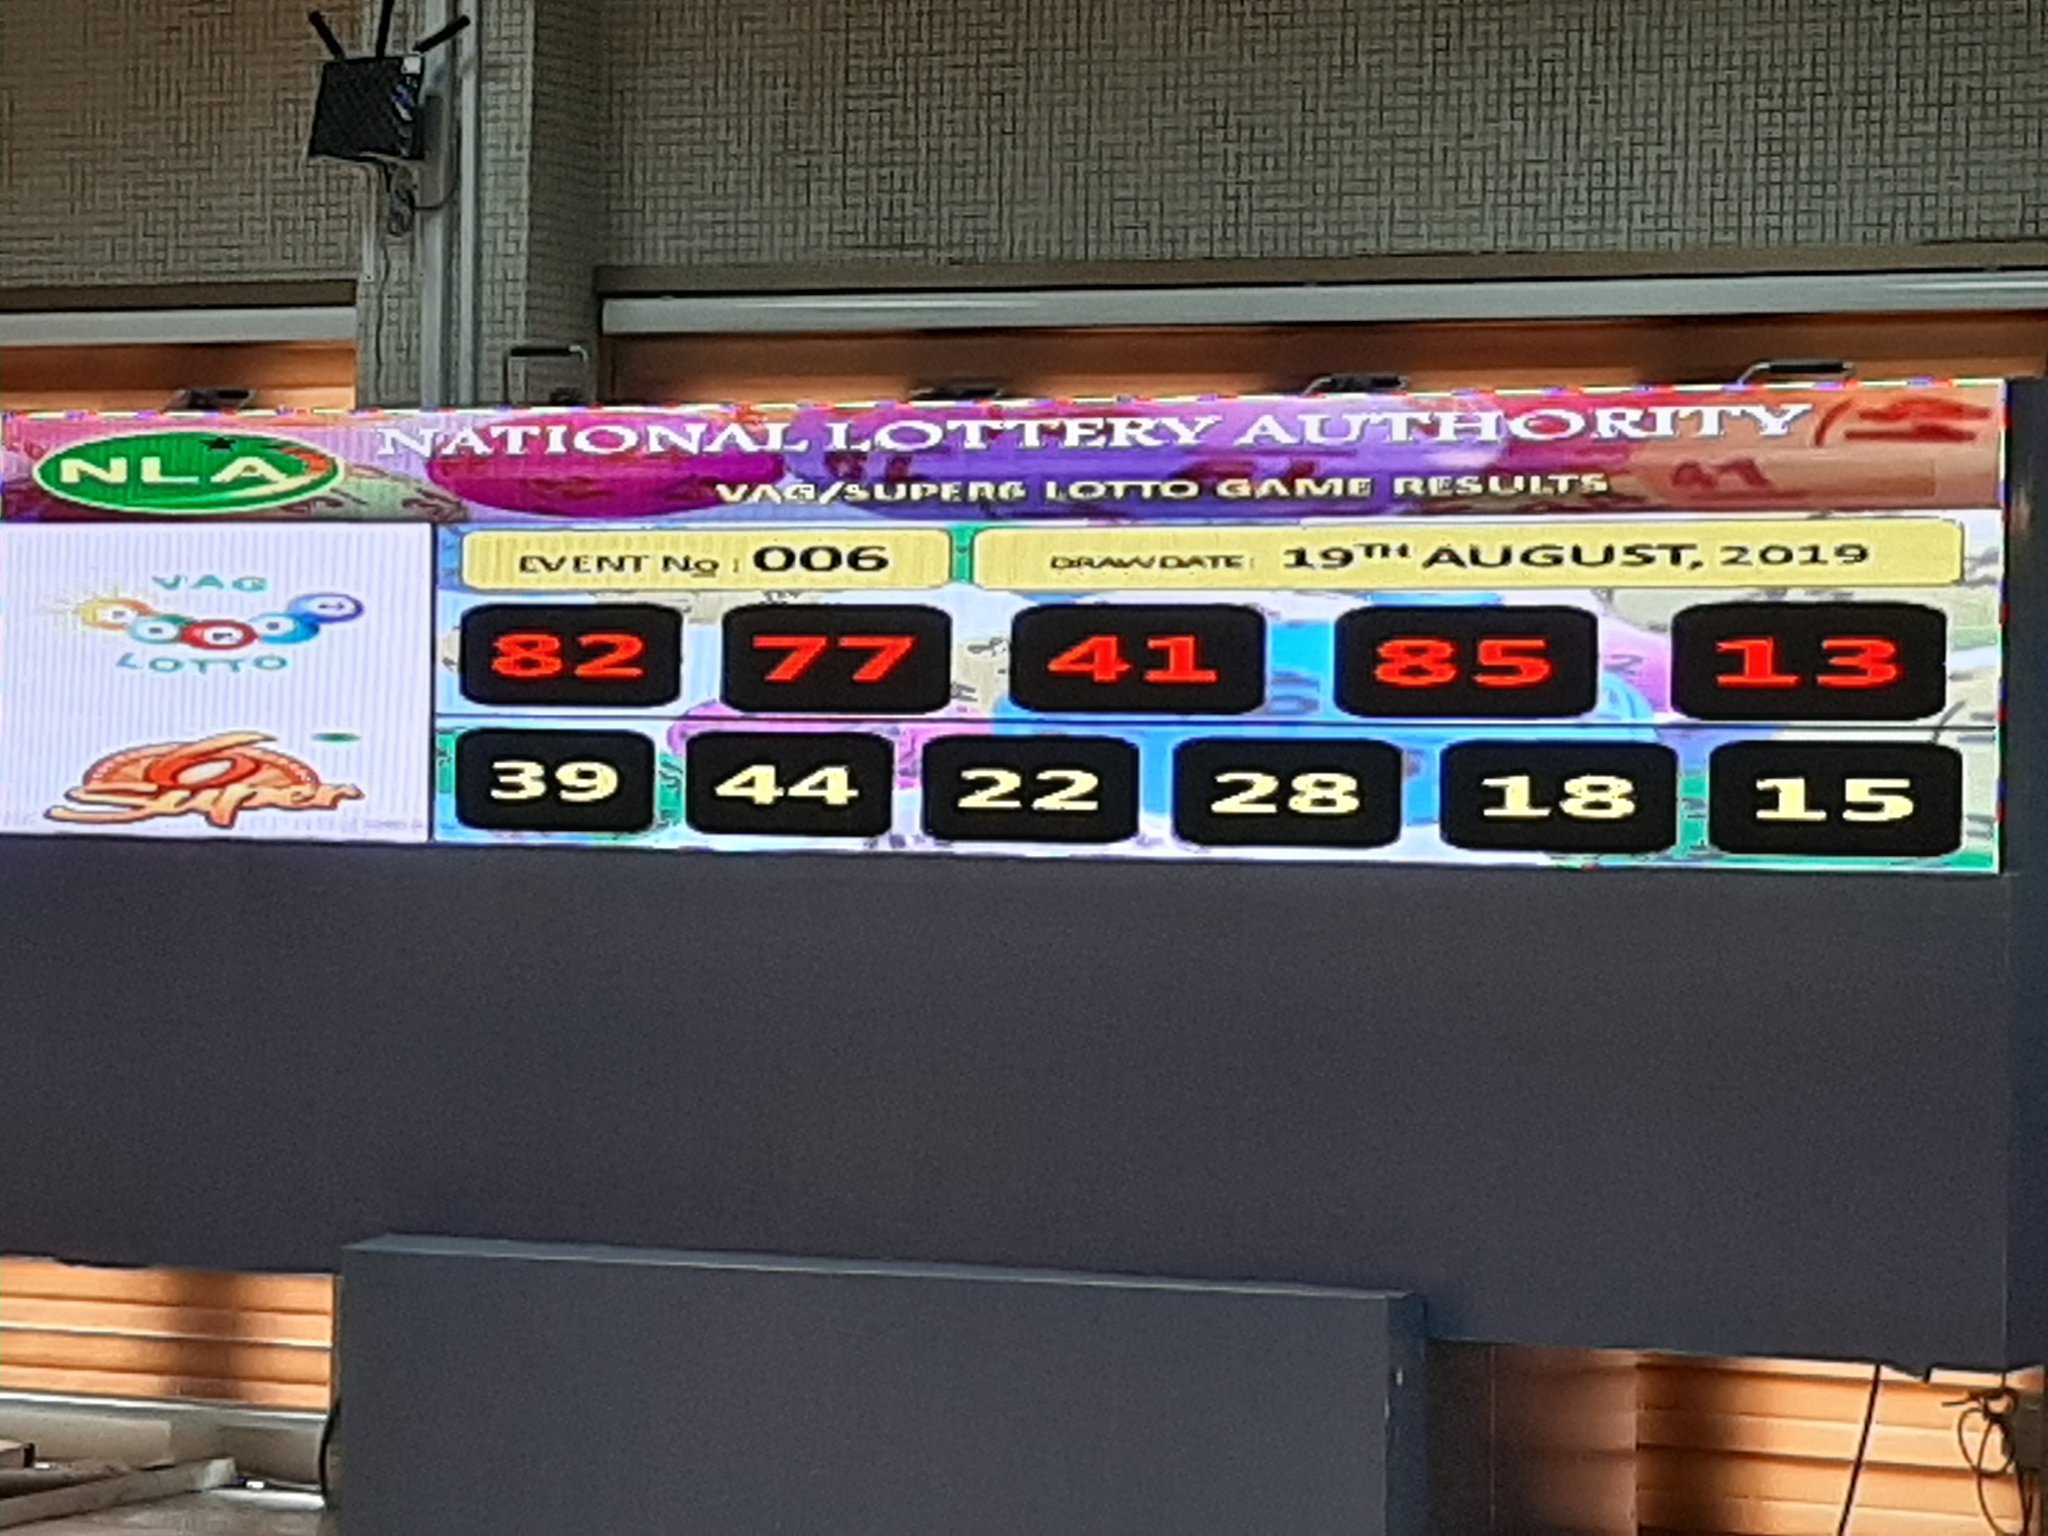 NATIONAL LOTTERY AUTHORITY
NLA
VAG/SUPER6 LOTTO GAME RESULTS
EVENT No : 006
DRAW DATE : 19TH AUGUST, 2019
VAG
LOTTO
82 77 41 85 13
6
Super
39 44 22 28 18 15